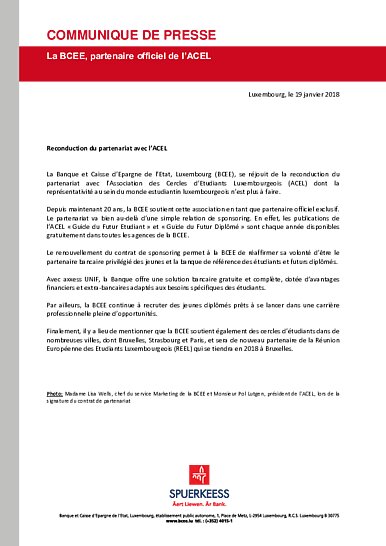 COMMUNIQUE DE PRESSE
La BCEE, partenaire officiel de l'ACEL
Luxembourg, le 19 janvier 2018
Reconduction du partenariat avec l'ACEL
La Banque et Caisse d'Epargne de l'Etat, Luxembourg (BCEE), se réjouit de la reconduction du
partenariat avec l'Association des Cercles d'Etudiants Luxembourgeois (ACEL) dont la
représentativité au sein du monde estudiantin luxembourgeois n'est plus à faire.
Depuis maintenant 20 ans, la BCEE soutient cette association en tant que partenaire officiel exclusif.
Le partenariat va bien au-delà d'une simple relation de sponsoring. En effet, les publications de
l'ACEL « Guide du Futur Etudiant » et « Guide du Futur Diplômé » sont chaque année disponibles
gratuitement dans toutes les agences de la BCEE.
Le renouvellement du contrat de sponsoring permet à la BCEE de réaffirmer sa volonté d'être le
partenaire bancaire privilégié des jeunes et la banque de référence des étudiants et futurs diplômés.
Avec axxess UNIF, la Banque offre une solution bancaire gratuite et complète, dotée d'avantages
financiers et extra-bancaires adaptés aux besoins spécifiques des étudiants.
Par ailleurs, la BCEE continue à recruter des jeunes diplômés prêts à se lancer dans une carrière
professionnelle pleine d'opportunités.
Finalement, il y a lieu de mentionner que la BCEE soutient également des cercles d'étudiants dans de
nombreuses villes, dont Bruxelles, Strasbourg et Paris, et sera de nouveau partenaire de la Réunion
Européenne des Etudiants Luxembourgeois (REEL) qui se tiendra en 2018 à Bruxelles.
Photo: Madame Lisa Wells, chef du service Marketing de la BCEE et Monsieur Pol Lutgen, président de l'ACEL, lors de la
signature du contrat de partenariat
SPUERKEESS
Äert Liewen. Är Bank.
Banque et Caisse d'Epargne de l'Etat, Luxembourg, établissement public autonome, 1, Place de Metz, L-2954 Luxembourg, R.C.S. Luxembourg B 30775
www.bcee.lu tél. : (+352) 4015-1